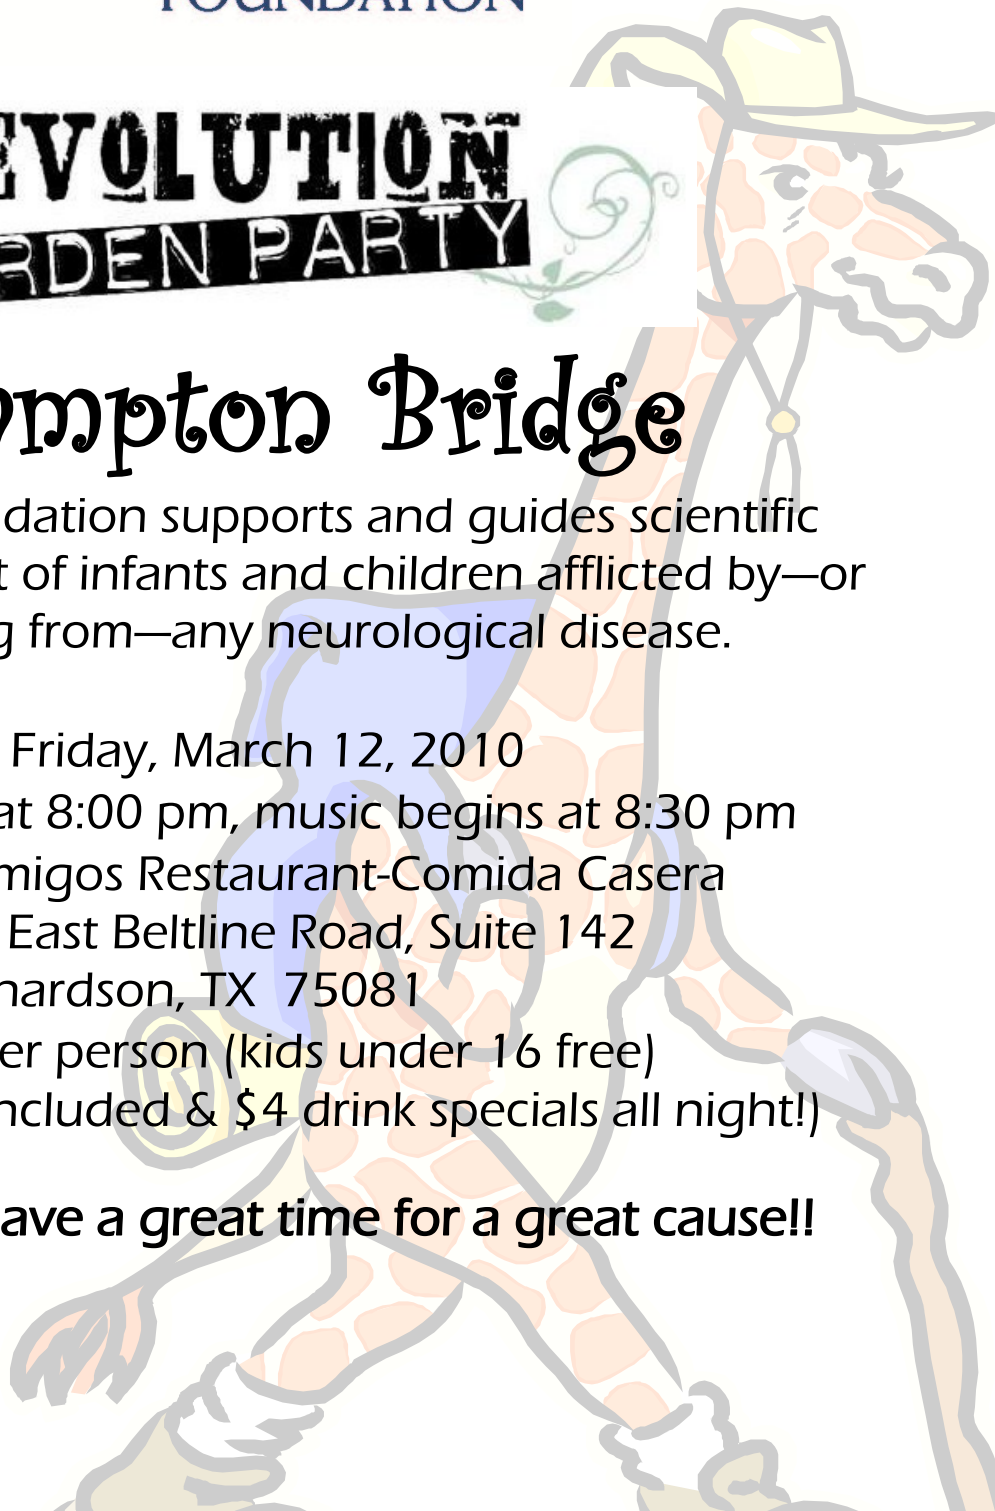 FOUNDATION
EVOLUTION
RDEN PARTY
mpton Bridge
dation supports and guides scientific
t of infants and children afflicted by—or
g from—any neurological disease.
Friday, March 12, 2010
at 8:00 pm, music begins at 8:30 pm
migos Restaurant-Comida Casera
East Beltline Road, Suite 142
hardson, TX 75081
er person (kids under 16 free)
ncluded & $4 drink specials all night!)
ave a great time for a great cause!!